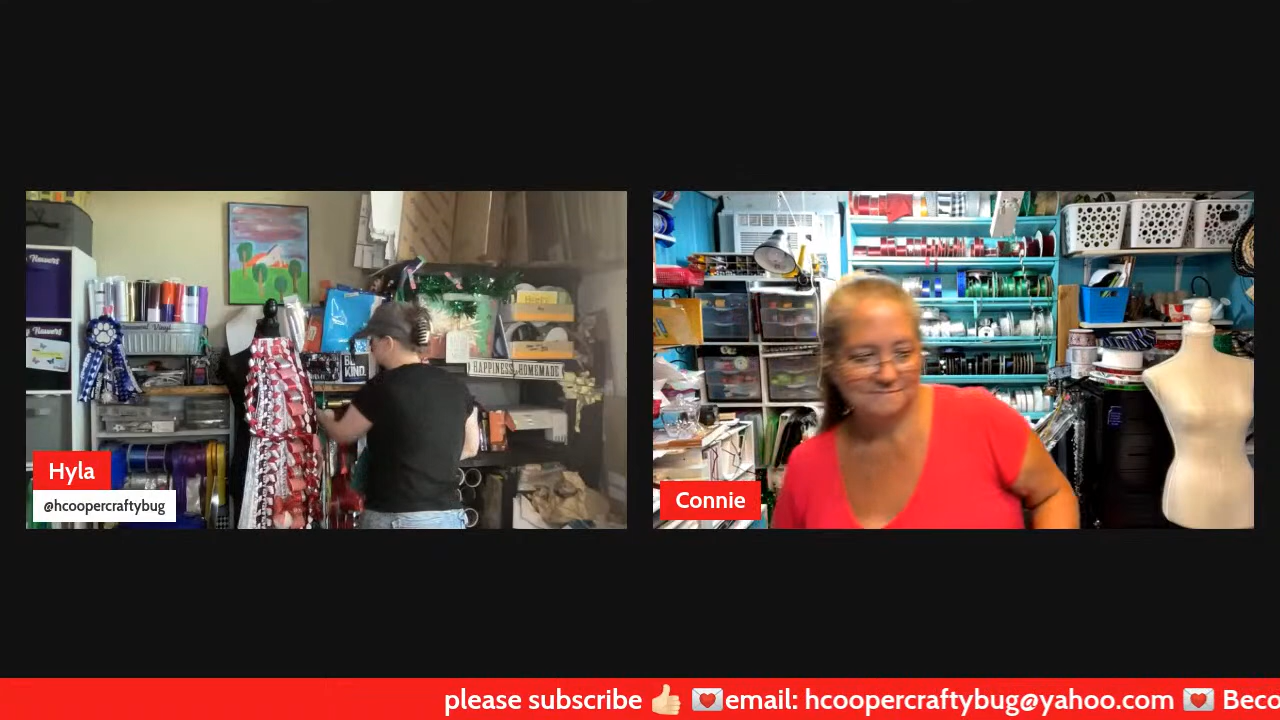 BE
KIND.
HAPPINESS HOMEMADE
Hyla
@hcoopercraftybug
Connie
please subscribe 👍🏻 💌email: hcoopercraftybug@yahoo.com 💌 Beco